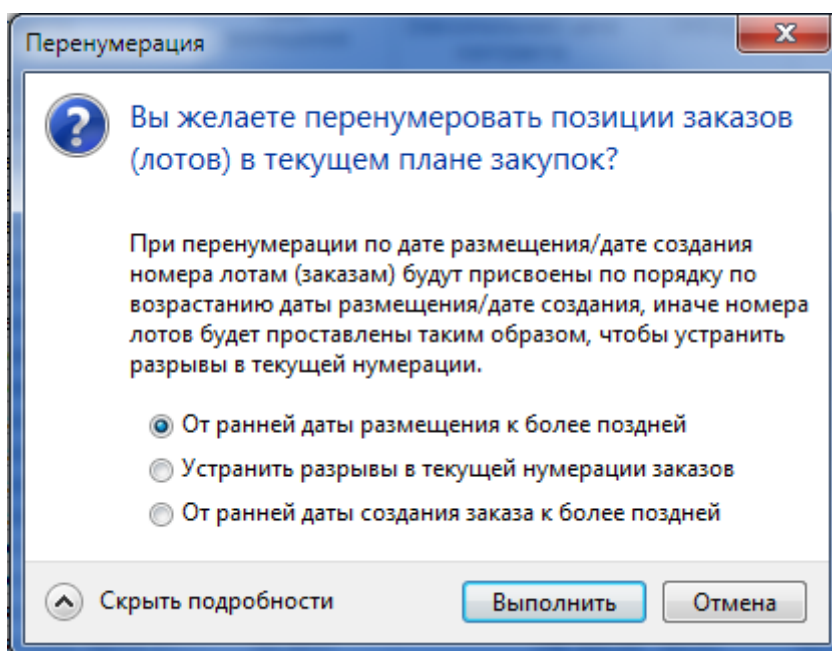 Перенумерация
Вы желаете перенумеровать позиции заказов
(лотов) в текущем плане закупок?
При перенумерации по дате размещения/дате создания
номера лотам (заказам) будут присвоены по порядку по
возрастанию даты размещения/дате создания, иначе номера
лотов будет проставлены таким образом, чтобы устранить
разрывы в текущей нумерации.
От ранней даты размещения к более поздней
Устранить разрывы в текущей нумерации заказов
От ранней даты создания заказа к более поздней
Скрыть подробности
Выполнить
Отмена